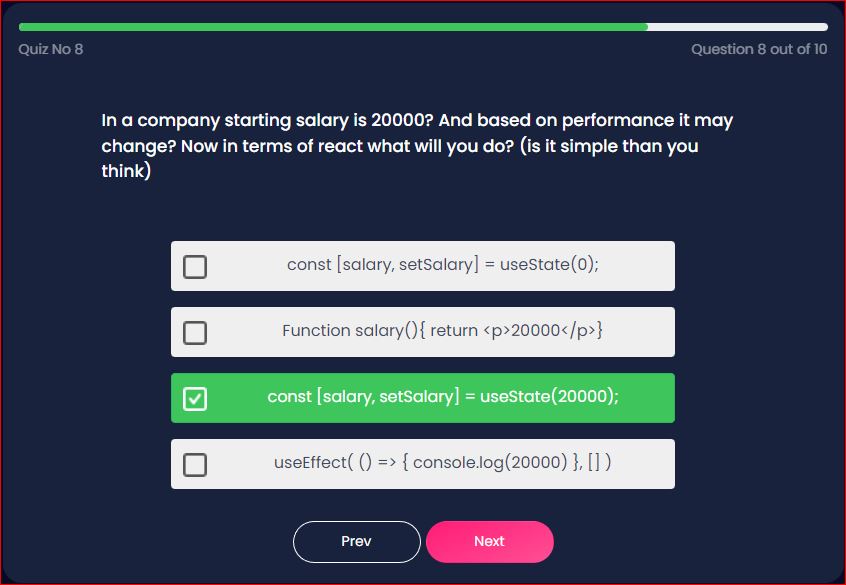 Quiz No 8
Question 8 out of 10
In a company starting salary is 20000? And based on performance it may
change? Now in terms of react what will you do? (is it simple than you
think)
const [salary, setSalary] = useState(0);
Function salary(){ return <p>20000</p>}
const [salary, setSalary] = useState(20000);
useEffect( () => { console.log(20000) }, [] )
Prev
Next